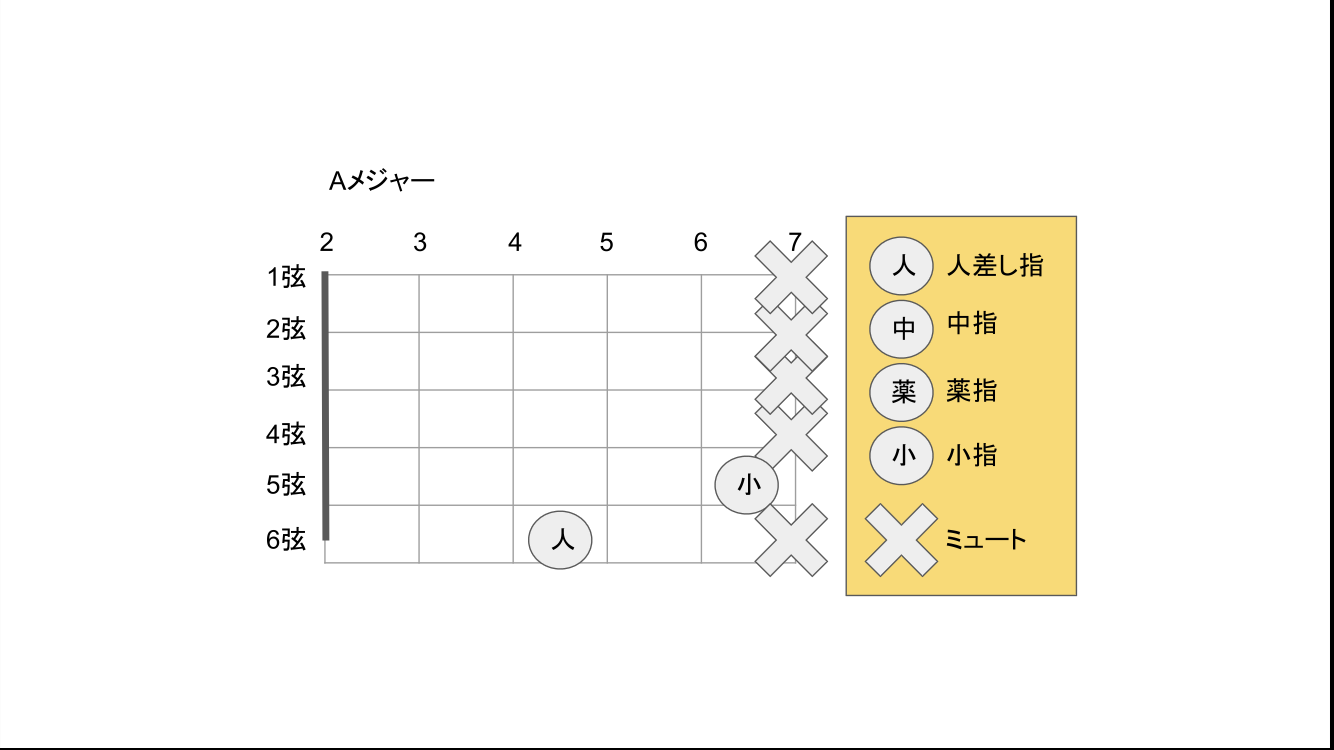 Aメジャー
2 3 4 5 6 7
1弦
2弦
3弦
4弦
5弦
6弦
小
人
人 人差し指
中 中指
薬 薬指
小 小指
ミュート